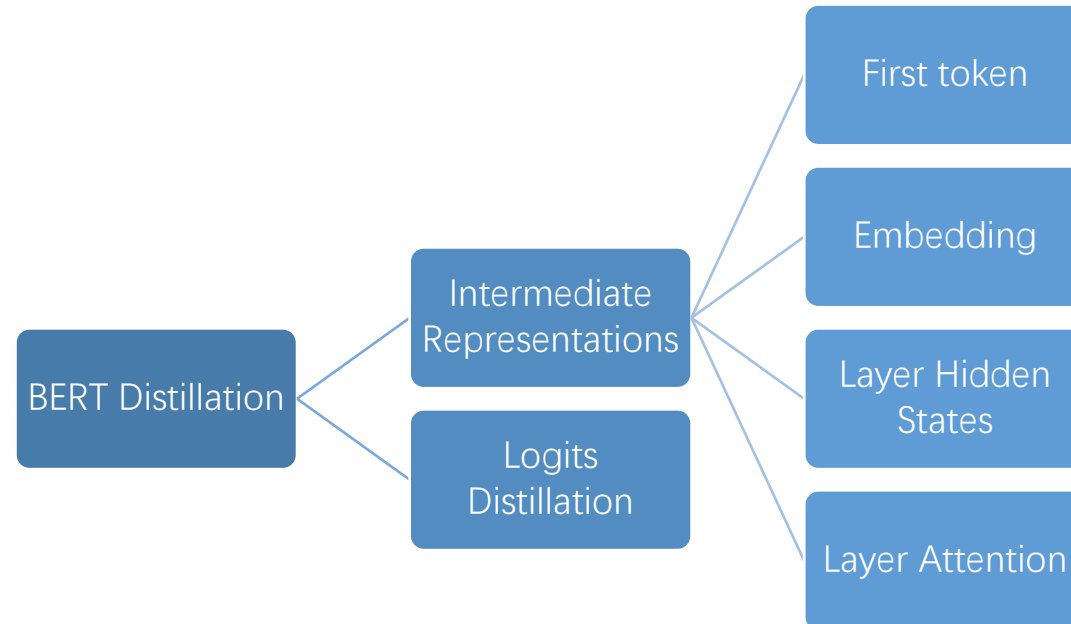 BERT Distillation
Intermediate
Representations
Logits
Distillation
First token
Embedding
Layer Hidden
States
Layer Attention